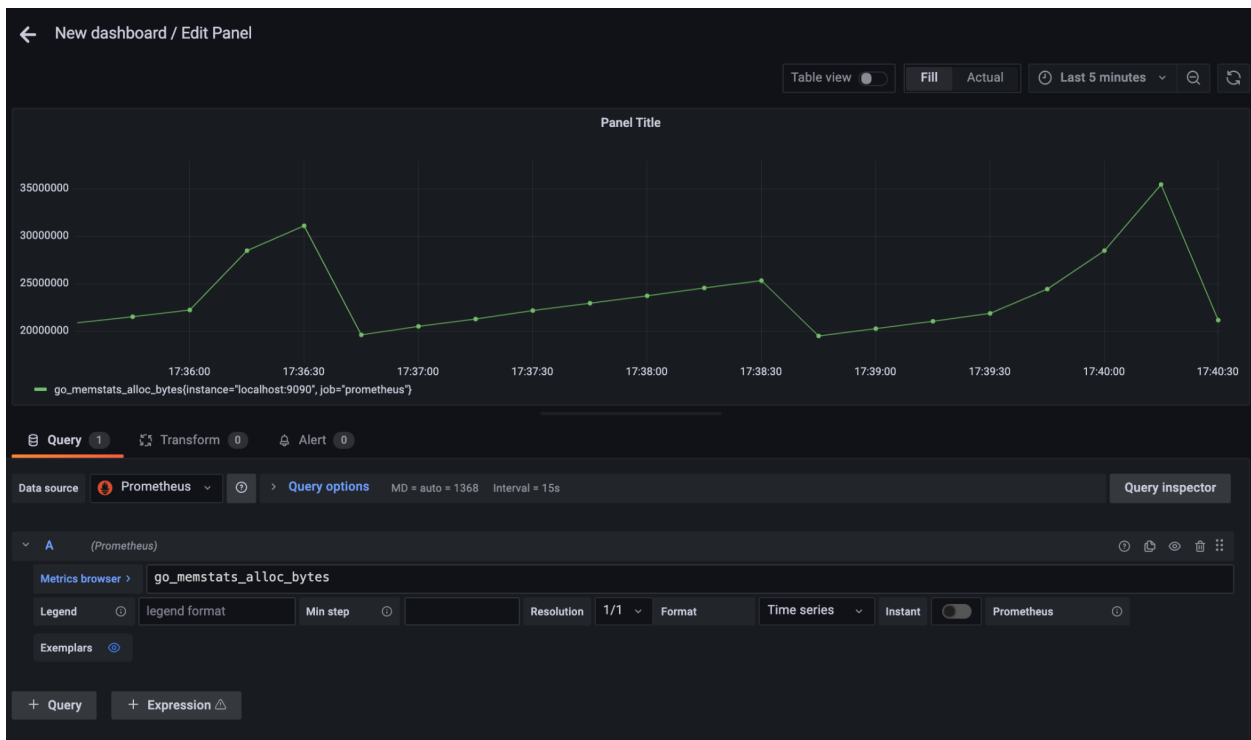 New dashboard / Edit Panel
Table view Fill Actual Last 5 minutes
Panel Title
35000000
30000000
25000000
20000000
17:36:00 17:36:30 17:37:00 17:37:30 17:38:00 17:38:30 17:39:00 17:39:30 17:40:00 17:40:30
go_memstats_alloc_bytes{instance="localhost:9090", job="prometheus"}
Query 1 Transform 0 Alert 0
Data source Prometheus > Query options MD = auto = 1368 Interval = 15s Query inspector
A (Prometheus)
Metrics browser > go_memstats_alloc_bytes
Legend legend format Min step Resolution 1/1 Format Time series Instant Prometheus
Exemplars
+ Query + Expression